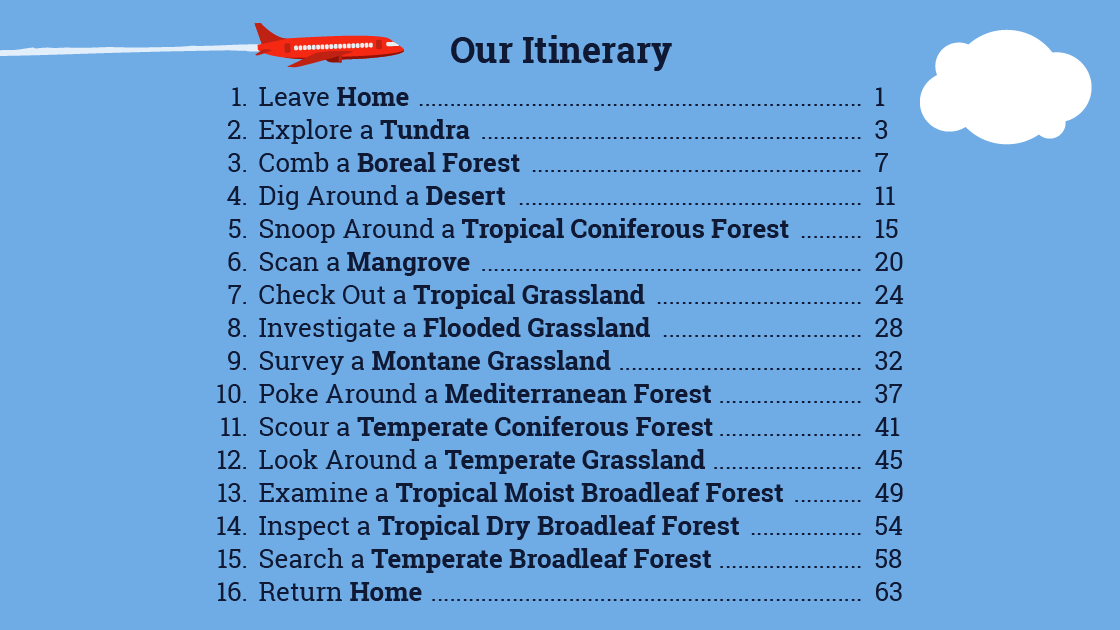 Our Itinerary
1. Leave Home ........................................................ 1
2. Explore a Tundra ................................................ 3
3. Comb a Boreal Forest .......................................... 7
4. Dig Around a Desert ........................................... 11
5. Snoop Around a Tropical Coniferous Forest ........ 15
6. Scan a Mangrove ................................................ 20
7. Check Out a Tropical Grassland .......................... 24
8. Investigate a Flooded Grassland ......................... 28
9. Survey a Montane Grassland ............................... 32
10. Poke Around a Mediterranean Forest .................. 37
11. Scour a Temperate Coniferous Forest .................. 41
12. Look Around a Temperate Grassland ................... 45
13. Examine a Tropical Moist Broadleaf Forest ......... 49
14. Inspect a Tropical Dry Broadleaf Forest .............. 54
15. Search a Temperate Broadleaf Forest .................. 58
16. Return Home ...................................................... 63